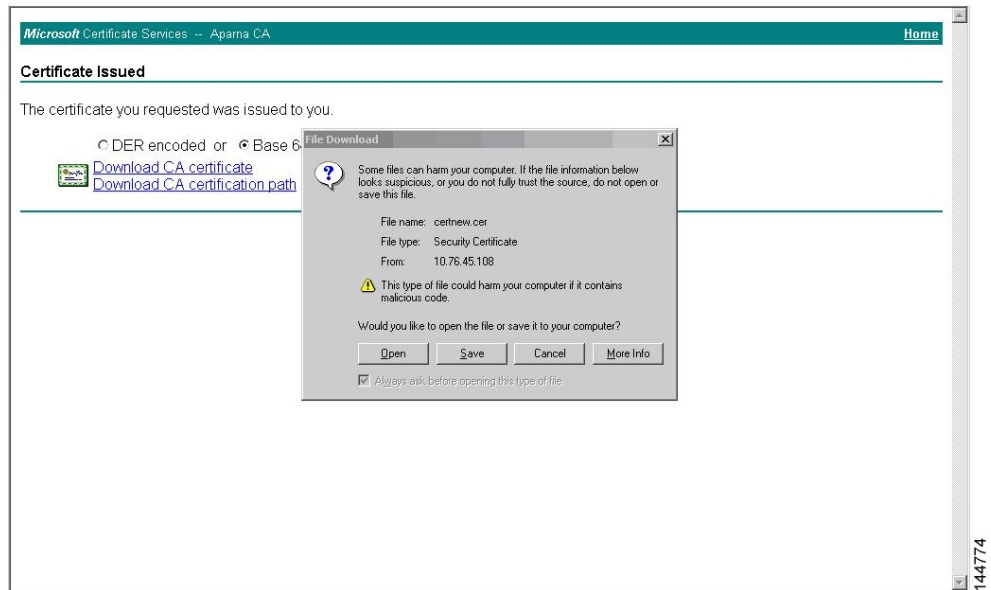 Microsoft Certificate Services -- Aparna CA
Home
Certificate Issued
The certificate you requested was issued to you.
DER encoded or Base 6
Download CA certificate
Download CA certification path
File Download
Some files can harm your computer. If the file information below
looks suspicious, or you do not fully trust the source, do not open or
save this file.
File name: certnew.cer
File type: Security Certificate
From: 10.76.45.108
This type of file could harm your computer if it contains
malicious code.
Would you like to open the file or save it to your computer?
Open
Save
Cancel
More Info
Always ask before opening this type of file
144774